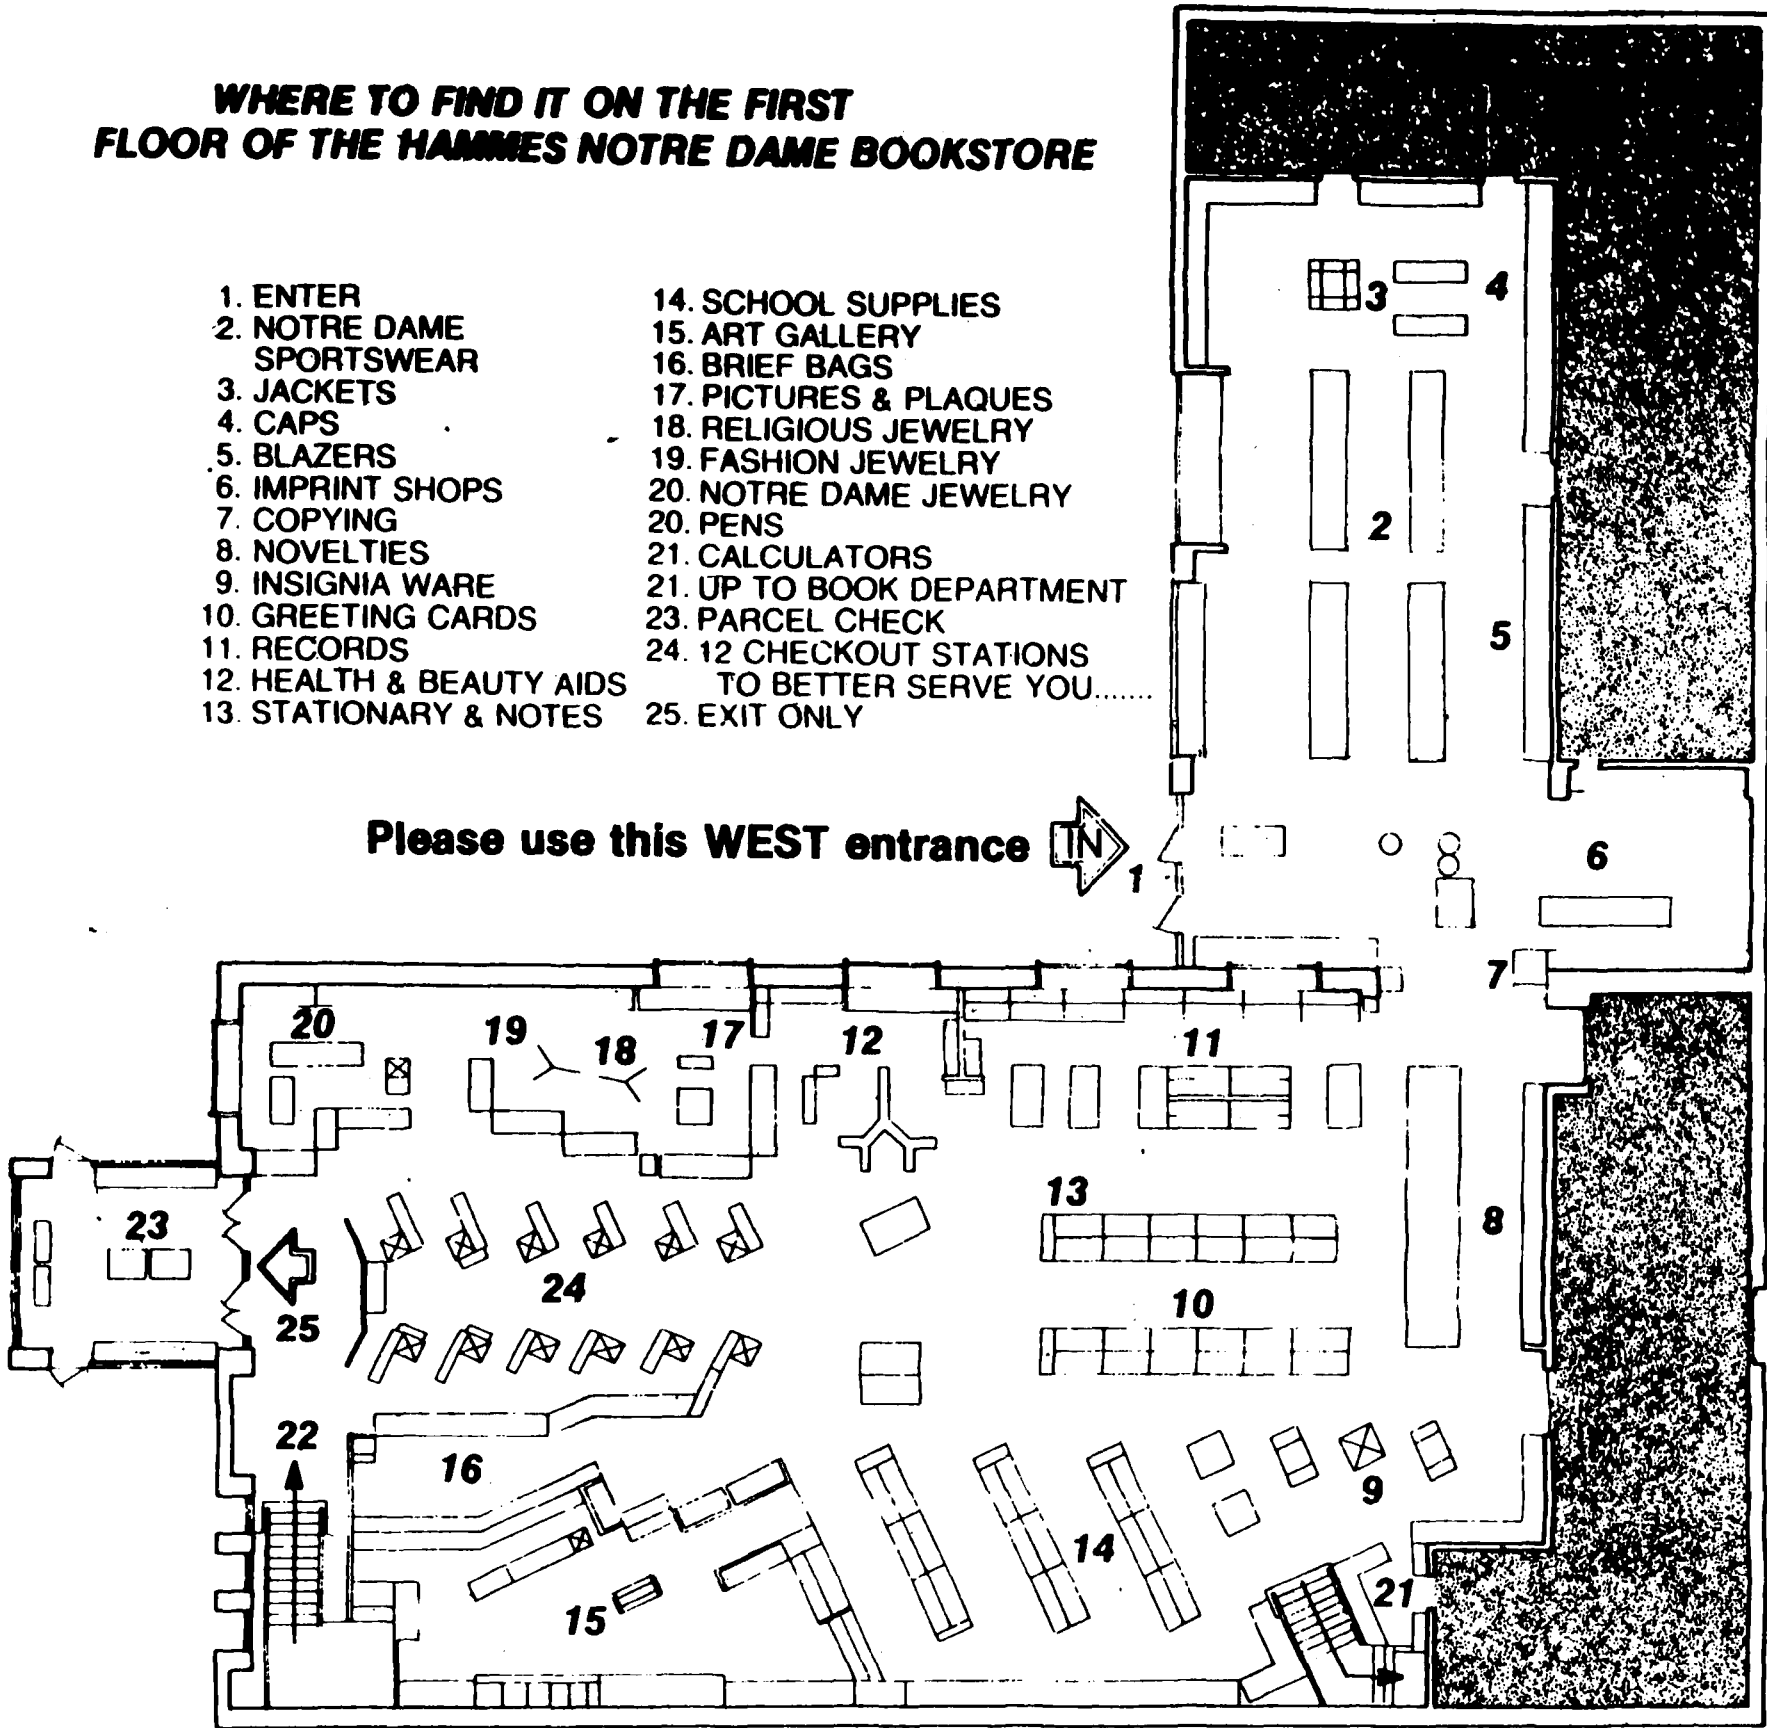 WHERE TO FIND IT ON THE FIRST
FLOOR OF THE HAMMES NOTRE DAME BOOKSTORE
1. ENTER
2. NOTRE DAME
SPORTSWEAR
3. JACKETS
4. CAPS
5. BLAZERS
6. IMPRINT SHOPS
7. COPYING
8. NOVELTIES
9. INSIGNIA WARE
10. GREETING CARDS
11. RECORDS
12. HEALTH & BEAUTY AIDS
13. STATIONARY & NOTES
14. SCHOOL SUPPLIES
15. ART GALLERY
16. BRIEF BAGS
17. PICTURES & PLAQUES
18. RELIGIOUS JEWELRY
19. FASHION JEWELRY
20. NOTRE DAME JEWELRY
20. PENS
21. CALCULATORS
21. UP TO BOOK DEPARTMENT
23. PARCEL CHECK
24. 12 CHECKOUT STATIONS
TO BETTER SERVE YOU.......
25. EXIT ONLY
3
4
2
5
Please use this WEST entrance IN
1
6
7
20
19
18
17
12
11
23
13
8
24
10
25
22
16
9
14
15
21